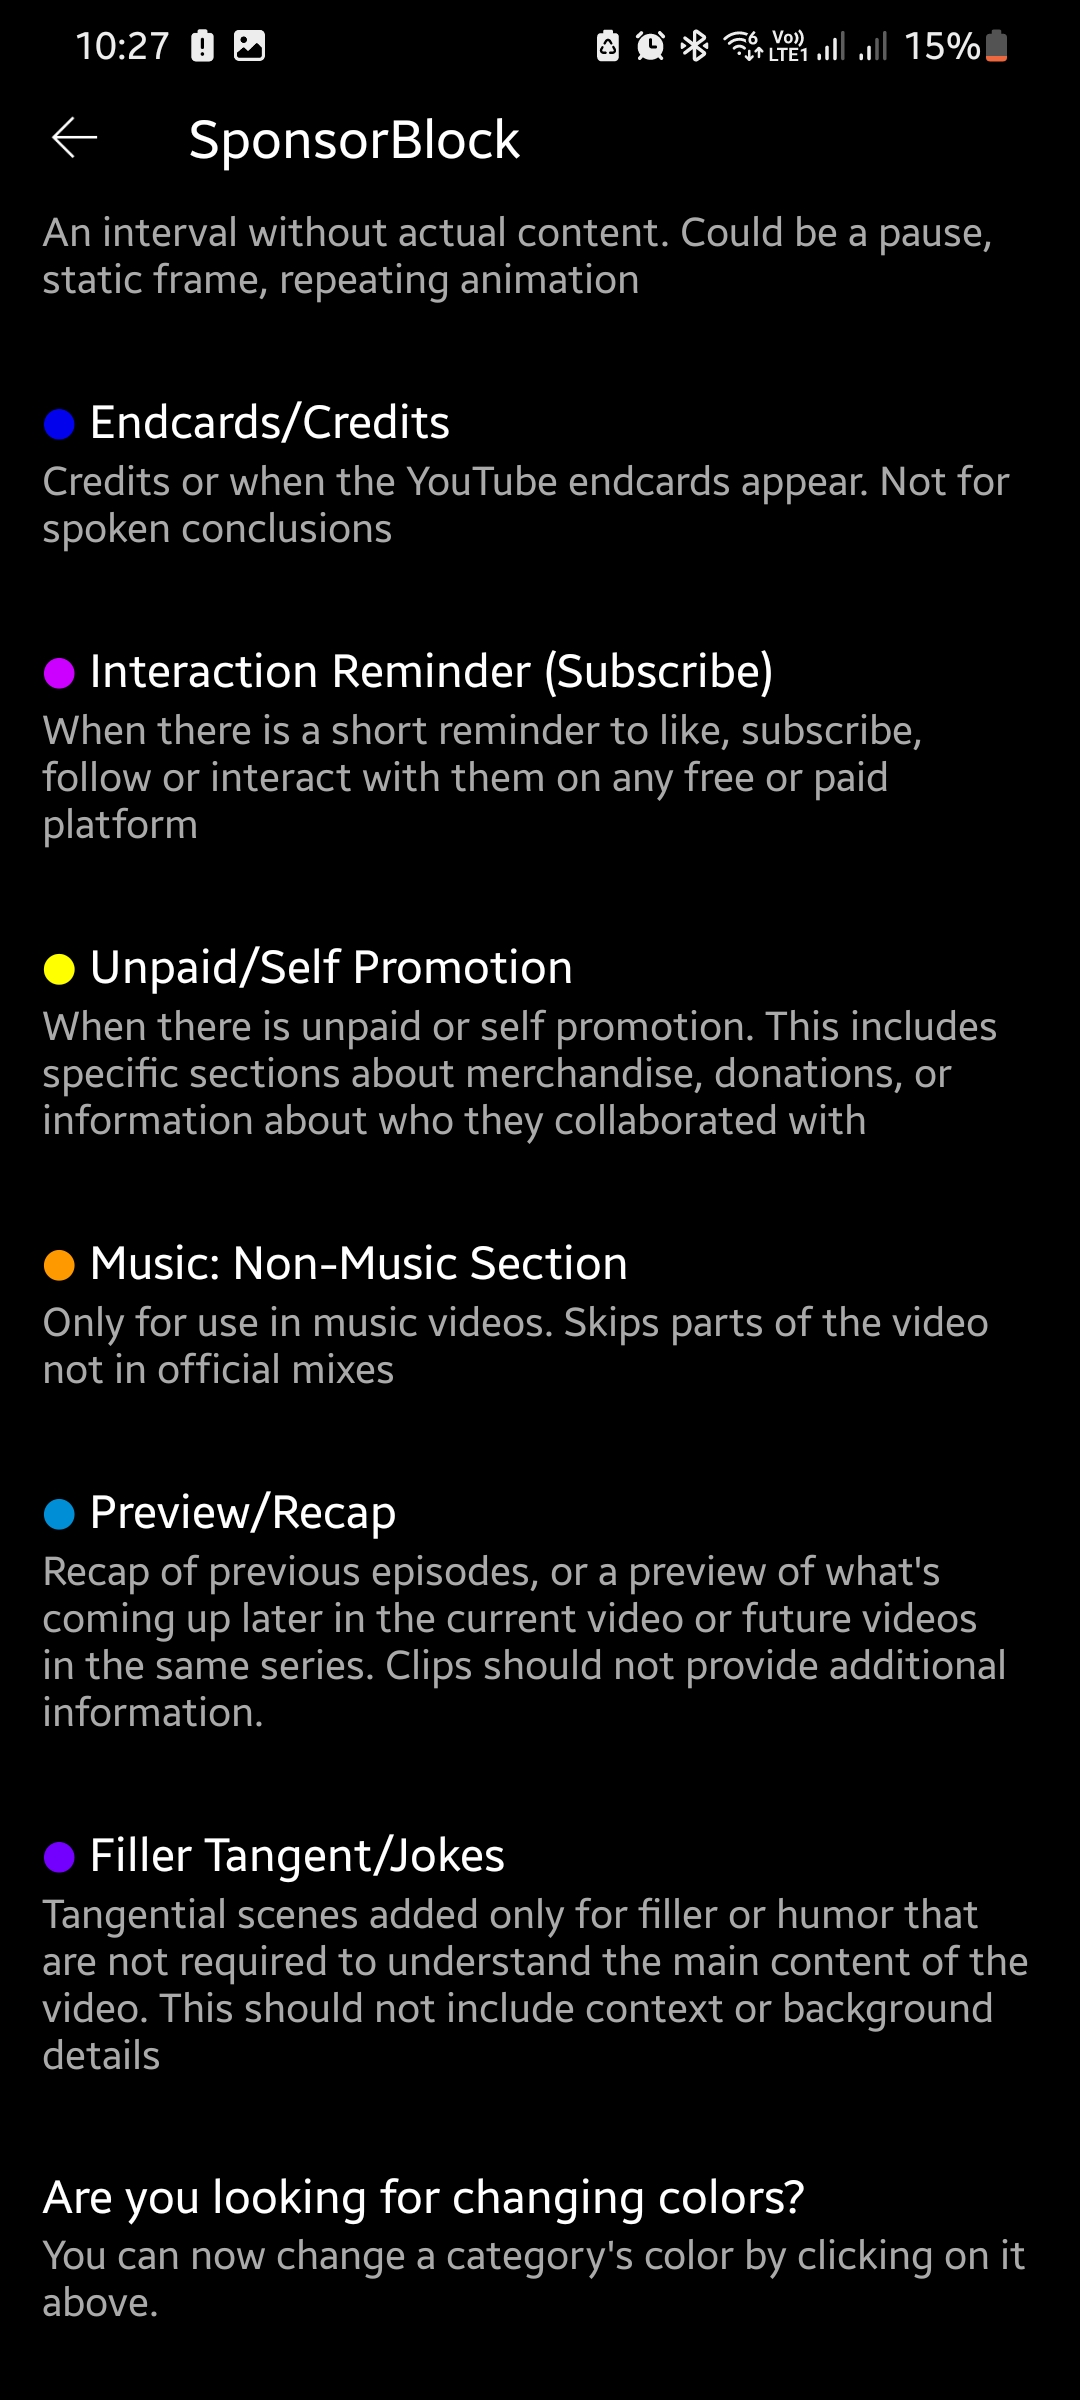 10:27 6 Vo)) LTE1 15%
SponsorBlock
An interval without actual content. Could be a pause,
static frame, repeating animation
Endcards/Credits
Credits or when the YouTube endcards appear. Not for
spoken conclusions
Interaction Reminder (Subscribe)
When there is a short reminder to like, subscribe,
follow or interact with them on any free or paid
platform
Unpaid/Self Promotion
When there is unpaid or self promotion. This includes
specific sections about merchandise, donations, or
information about who they collaborated with
Music: Non-Music Section
Only for use in music videos. Skips parts of the video
not in official mixes
Preview/Recap
Recap of previous episodes, or a preview of what's
coming up later in the current video or future videos
in the same series. Clips should not provide additional
information.
Filler Tangent/Jokes
Tangential scenes added only for filler or humor that
are not required to understand the main content of the
video. This should not include context or background
details
Are you looking for changing colors?
You can now change a category's color by clicking on it
above.